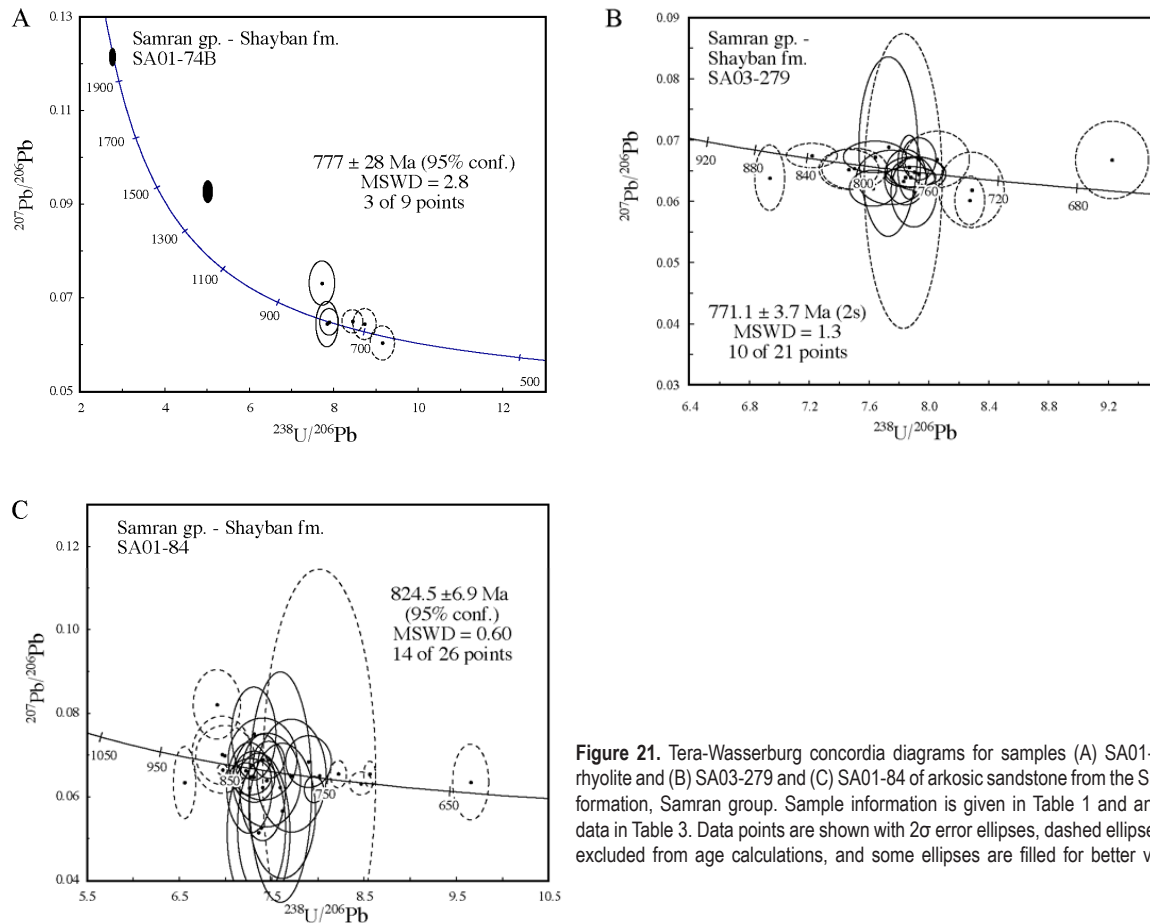 A
Samran gp. - Shayban fm.
SA01-74B
777 ± 28 Ma (95% conf.)
MSWD = 2.8
3 of 9 points
0.13
0.11
0.09
0.07
0.05
207Pb/206Pb
1900
1700
1500
1300
1100
900
700
500
2 4 6 8 10 12
238U/206Pb
B
Samran gp. -
Shayban fm.
SA03-279
771.1 ± 3.7 Ma (2s)
MSWD = 1.3
10 of 21 points
0.09
0.08
0.07
0.06
0.05
0.04
0.03
207Pb/206Pb
920
880
840
800
760
720
680
6.4 6.8 7.2 7.6 8.0 8.4 8.8 9.2
238U/206Pb
C
Samran gp. - Shayban fm.
SA01-84
824.5 ±6.9 Ma
(95% conf.)
MSWD = 0.60
14 of 26 points
0.12
0.10
0.08
0.06
0.04
207Pb/206Pb
1050
950
850
750
650
5.5 6.5 7.5 8.5 9.5 10.5
238U/206Pb
Figure 21. Tera-Wasserburg concordia diagrams for samples (A) SA01-
rhyolite and (B) SA03-279 and (C) SA01-84 of arkosic sandstone from the S
formation, Samran group. Sample information is given in Table 1 and an
data in Table 3. Data points are shown with 2σ error ellipses, dashed ellipse
excluded from age calculations, and some ellipses are filled for better v